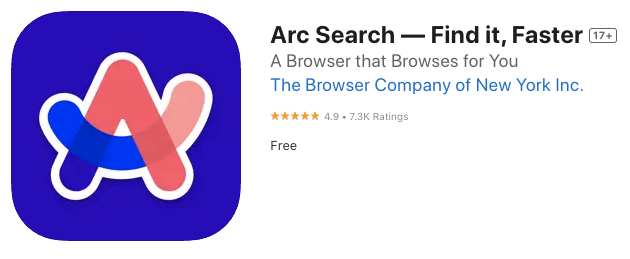 Arc Search — Find it, Faster 17+
A Browser that Browses for You
The Browser Company of New York Inc.
★★★★★ 4.9 • 7.3K Ratings
Free